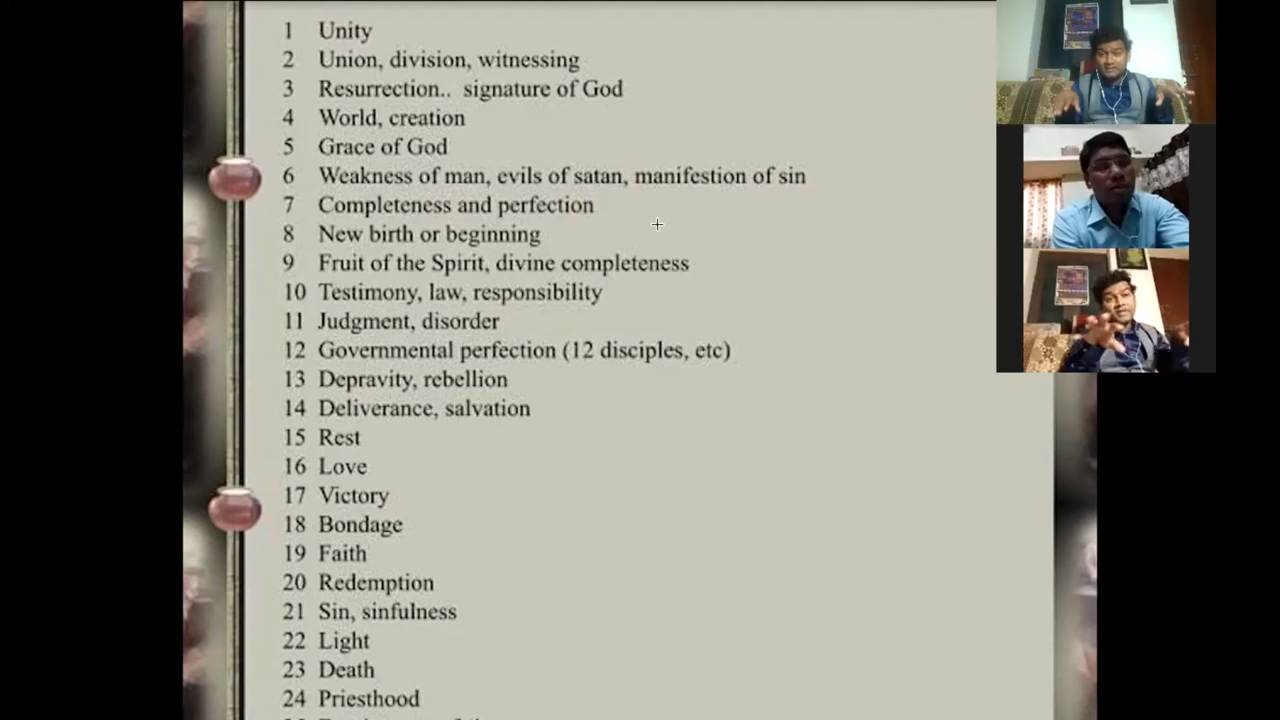 1 Unity
2 Union, division, witnessing
3 Resurrection.. signature of God
4 World, creation
5 Grace of God
6 Weakness of man, evils of satan, manifestion of sin
7 Completeness and perfection
8 New birth or beginning
9 Fruit of the Spirit, divine completeness
10 Testimony, law, responsibility
11 Judgment, disorder
12 Governmental perfection (12 disciples, etc)
13 Depravity, rebellion
14 Deliverance, salvation
15 Rest
16 Love
17 Victory
18 Bondage
19 Faith
20 Redemption
21 Sin, sinfulness
22 Light
23 Death
24 Priesthood